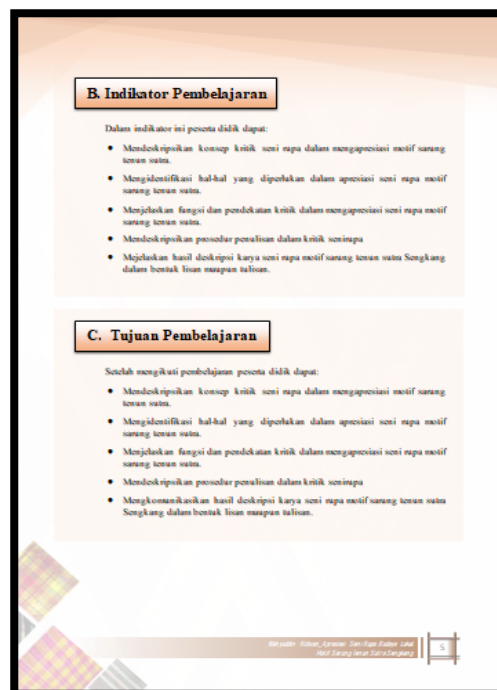 B. Indikator Pembelajaran
Dalam indikator ini peserta didik dapat:
• Mendeskripsikan konsep kritik seni rupa dalam mengapresiasi motif sarung
tenun sutra.
• Mengidentifikasi hal-hal yang diperlukan dalam apresiasi seni rupa motif
sarung tenun sutra.
• Menjelaskan fungsi dan pendekatan kritik dalam mengapresiasi seni rupa motif
sarung tenun sutra.
• Mendeskripsikan prosedur penulisan dalam kritik senirupa
• Mejelaskan hasil deskripsi karya seni rupa motif sarung tenun sutra Sengkang
dalam bentuk lisan maupun tulisan.
C. Tujuan Pembelajaran
Setelah mengikuti pembelajaran peserta didik dapat:
• Mendeskripsikan konsep kritik seni rupa dalam mengapresiasi motif sarung
tenun sutra.
• Mengidentifikasi hal-hal yang diperlukan dalam apresiasi seni rupa motif
sarung tenun sutra.
• Menjelaskan fungsi dan pendekatan kritik dalam mengapresiasi seni rupa motif
sarung tenun sutra.
• Mendeskripsikan prosedur penulisan dalam kritik senirupa
• Mengkomunikasikan hasil deskripsi karya seni rupa motif sarung tenun sutra
Sengkang dalam bentuk lisan maupun tulisan.
Seni Rupa Budaya Lokal
Motif Sarung Tenun Sutra Sengkang
5